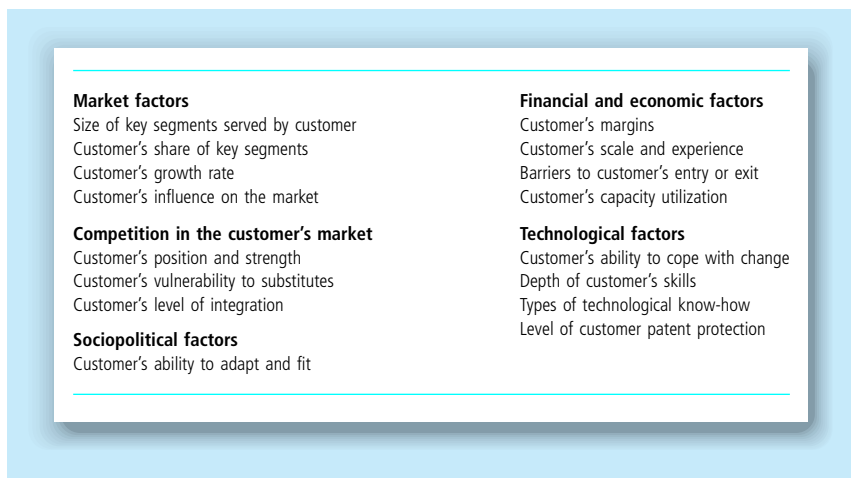 Market factors
Size of key segments served by customer
Customer's share of key segments
Customer's growth rate
Customer's influence on the market
Competition in the customer's market
Customer's position and strength
Customer's vulnerability to substitutes
Customer's level of integration
Sociopolitical factors
Customer's ability to adapt and fit
Financial and economic factors
Customer's margins
Customer's scale and experience
Barriers to customer's entry or exit
Customer's capacity utilization
Technological factors
Customer's ability to cope with change
Depth of customer's skills
Types of technological know-how
Level of customer patent protection